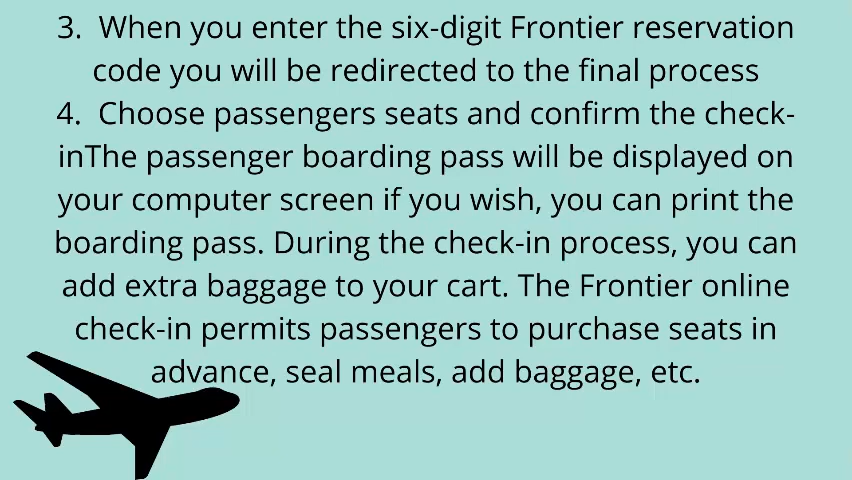 3.  When you enter the six-digit Frontier reservation
code you will be redirected to the final process
4.  Choose passengers seats and confirm the check-
inThe passenger boarding pass will be displayed on
your computer screen if you wish, you can print the
boarding pass. During the check-in process, you can
add extra baggage to your cart. The Frontier online
check-in permits passengers to purchase seats in
advance, seal meals, add baggage, etc.